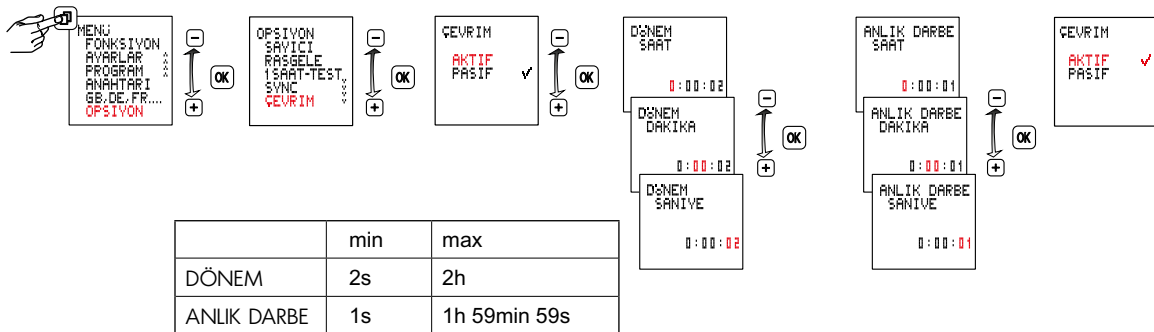 MENÜ
FONKSIYON
AYARLAR
PROGRAM
ANAHTARI
GB,DE,FR....
OPSIYON
OK
OPSIYON
SAYICI
RASGELE
1SAAT-TEST
SYNC
ÇEVRIM
OK
ÇEVRIM
AKTIF
PASIF
OK
DÖNEM
SAAT
0:00:02
DÖNEM
DAKIKA
0:00:02
DÖNEM
SANIYE
0:00:02
OK
ANLIK DARBE
SAAT
0:00:01
ANLIK DARBE
DAKIKA
0:00:01
ANLIK DARBE
SANIYE
0:00:01
OK
ÇEVRIM
AKTIF
PASIF
min max
DÖNEM 2s 2h
ANLIK DARBE 1s 1h 59min 59s